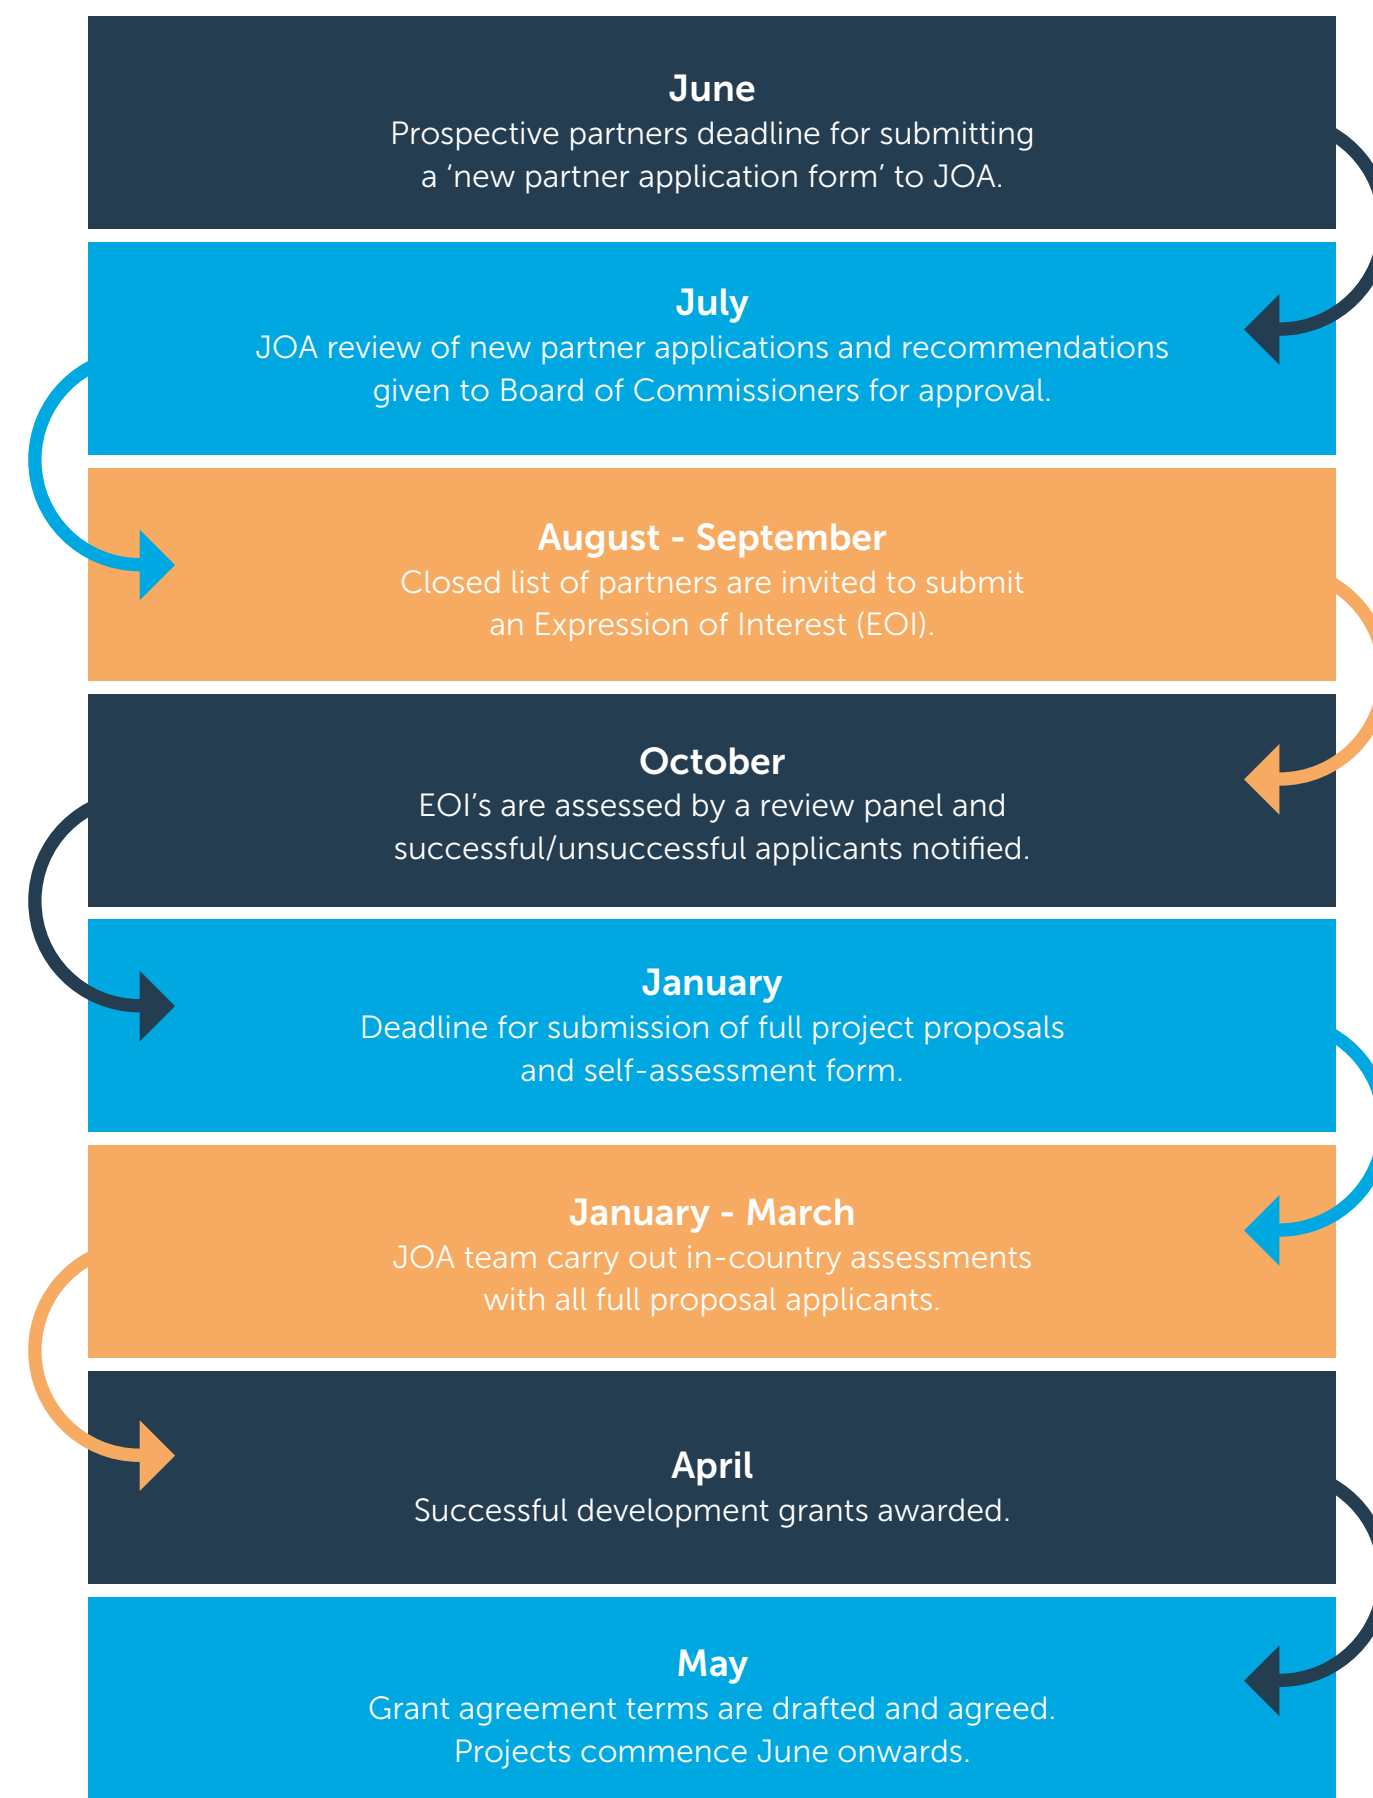 June
Prospective partners deadline for submitting
a ‘new partner application form’ to JOA.
July
JOA review of new partner applications and recommendations
given to Board of Commissioners for approval.
August - September
Closed list of partners are invited to submit
an Expression of Interest (EOI).
October
EOI’s are assessed by a review panel and
successful/unsuccessful applicants notified.
January
Deadline for submission of full project proposals
and self-assessment form.
January - March
JOA team carry out in-country assessments
with all full proposal applicants.
April
Successful development grants awarded.
May
Grant agreement terms are drafted and agreed.
Projects commence June onwards.